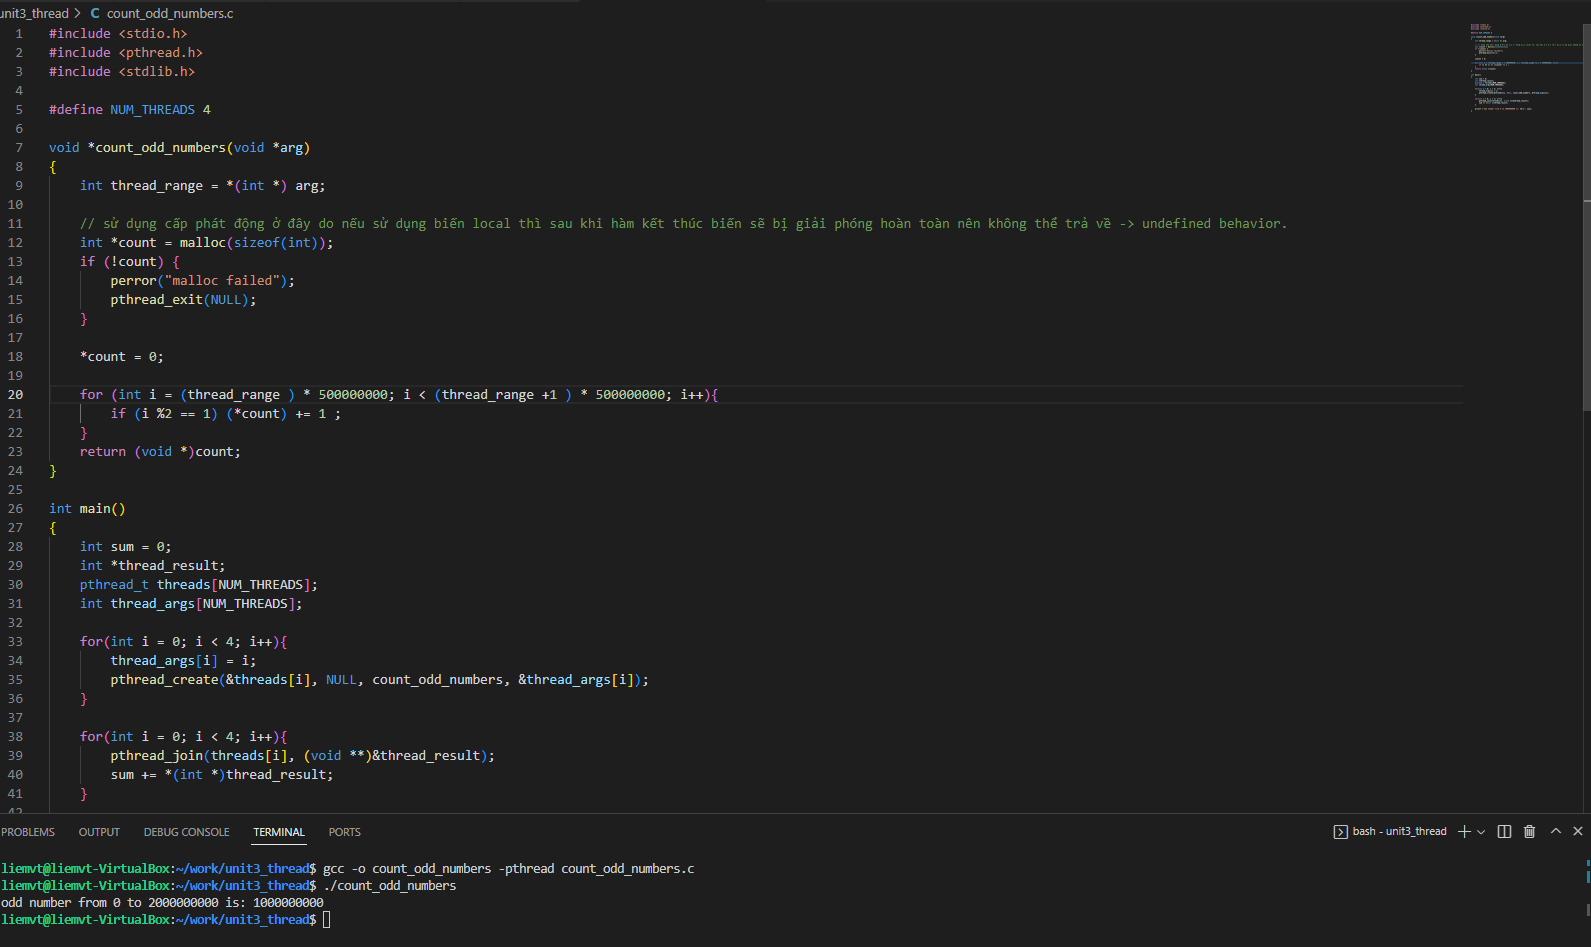 unit3_thread > C count_odd_numbers.c
1 #include <stdio.h>
2 #include <pthread.h>
3 #include <stdlib.h>
4
5 #define NUM_THREADS 4
6
7 void *count_odd_numbers(void *arg)
8 {
9 int thread_range = *(int *) arg;
10
11 // sử dụng cấp phát động ở đây do nếu sử dụng biến local thì sau khi hàm kết thúc biến sẽ bị giải phóng hoàn toàn nên không thể trả về -> undefined behavior.
12 int *count = malloc(sizeof(int));
13 if (!count) {
14 perror("malloc failed");
15 pthread_exit(NULL);
16 }
17
18 *count = 0;
19
20 for (int i = (thread_range ) * 500000000; i < (thread_range +1 ) * 500000000; i++){
21 if (i %2 == 1) (*count) += 1 ;
22 }
23 return (void *)count;
24 }
25
26 int main()
27 {
28 int sum = 0;
29 int *thread_result;
30 pthread_t threads[NUM_THREADS];
31 int thread_args[NUM_THREADS];
32
33 for(int i = 0; i < 4; i++){
34 thread_args[i] = i;
35 pthread_create(&threads[i], NULL, count_odd_numbers, &thread_args[i]);
36 }
37
38 for(int i = 0; i < 4; i++){
39 pthread_join(threads[i], (void **)&thread_result);
40 sum += *(int *)thread_result;
41 }
42
PROBLEMS OUTPUT DEBUG CONSOLE TERMINAL PORTS bash - unit3_thread
liemvt@liemvt-VirtualBox:~/work/unit3_thread$ gcc -o count_odd_numbers -pthread count_odd_numbers.c
liemvt@liemvt-VirtualBox:~/work/unit3_thread$ ./count_odd_numbers
odd number from 0 to 2000000000 is: 1000000000
liemvt@liemvt-VirtualBox:~/work/unit3_thread$